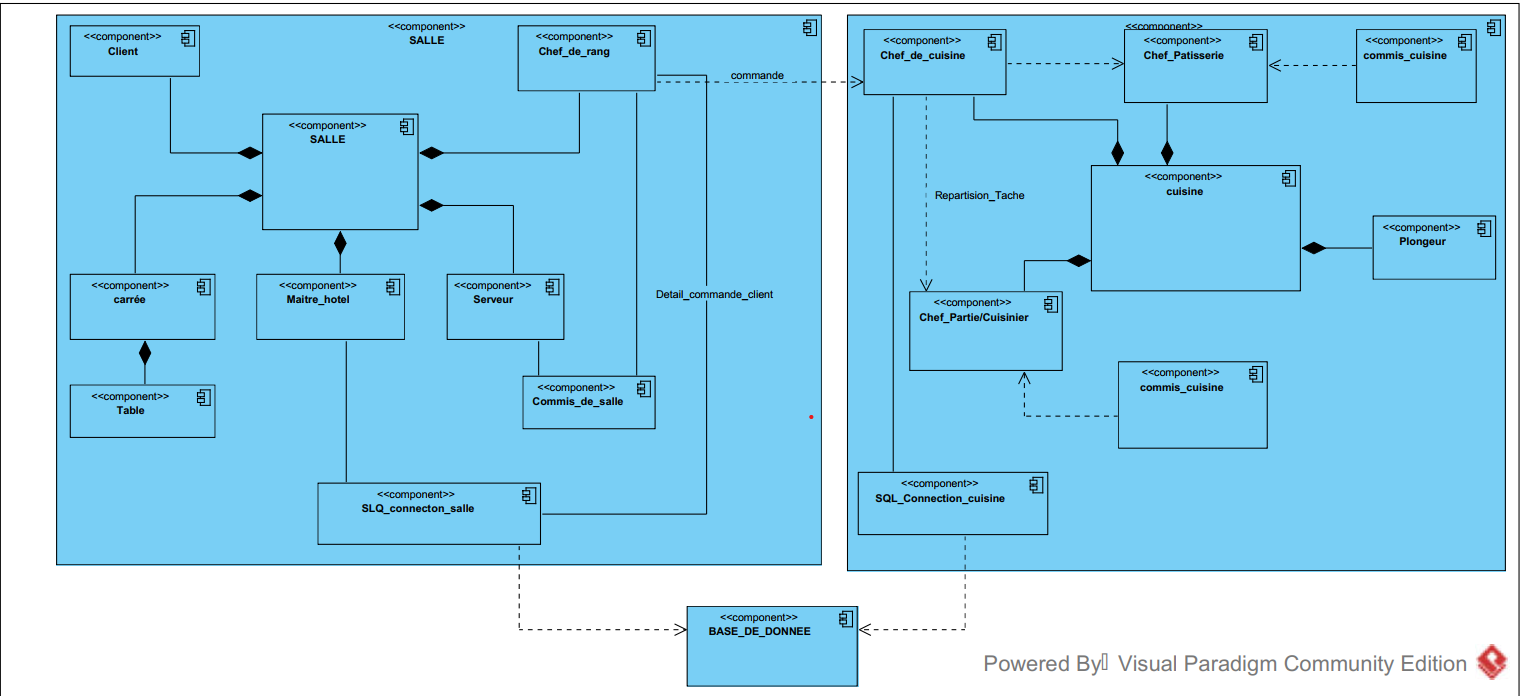 <<component>>
SALLE
<<component>>
Client
<<component>>
Chef_de_rang
<<component>>
SALLE
<<component>>
carrée
<<component>>
Maitre_hotel
<<component>>
Serveur
Detail_commande_client
<<component>>
Table
<<component>>
Commis_de_salle
<<component>>
SLQ_connecton_salle
commande
<<component>>
<<component>>
Chef_de_cuisine
<<component>>
Chef_Patisserie
<<component>>
commis_cuisine
<<component>>
cuisine
Repartision_Tache
<<component>>
Plongeur
<<component>>
Chef_Partie/Cuisinier
<<component>>
commis_cuisine
<<component>>
SQL_Connection_cuisine
<<component>>
BASE_DE_DONNEE
Powered By Visual Paradigm Community Edition